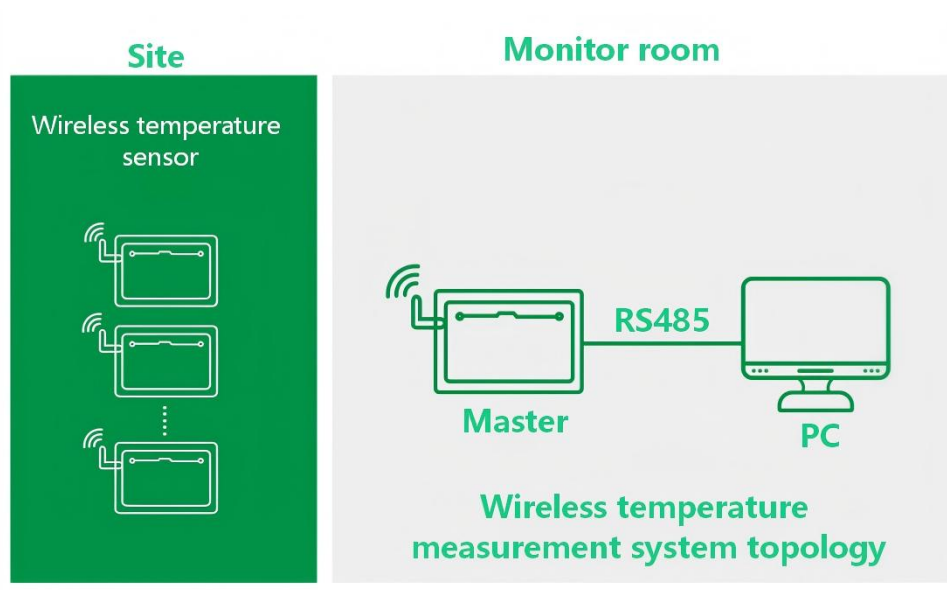 Site
Wireless temperature
sensor
Monitor room
RS485
Master
PC
Wireless temperature
measurement system topology